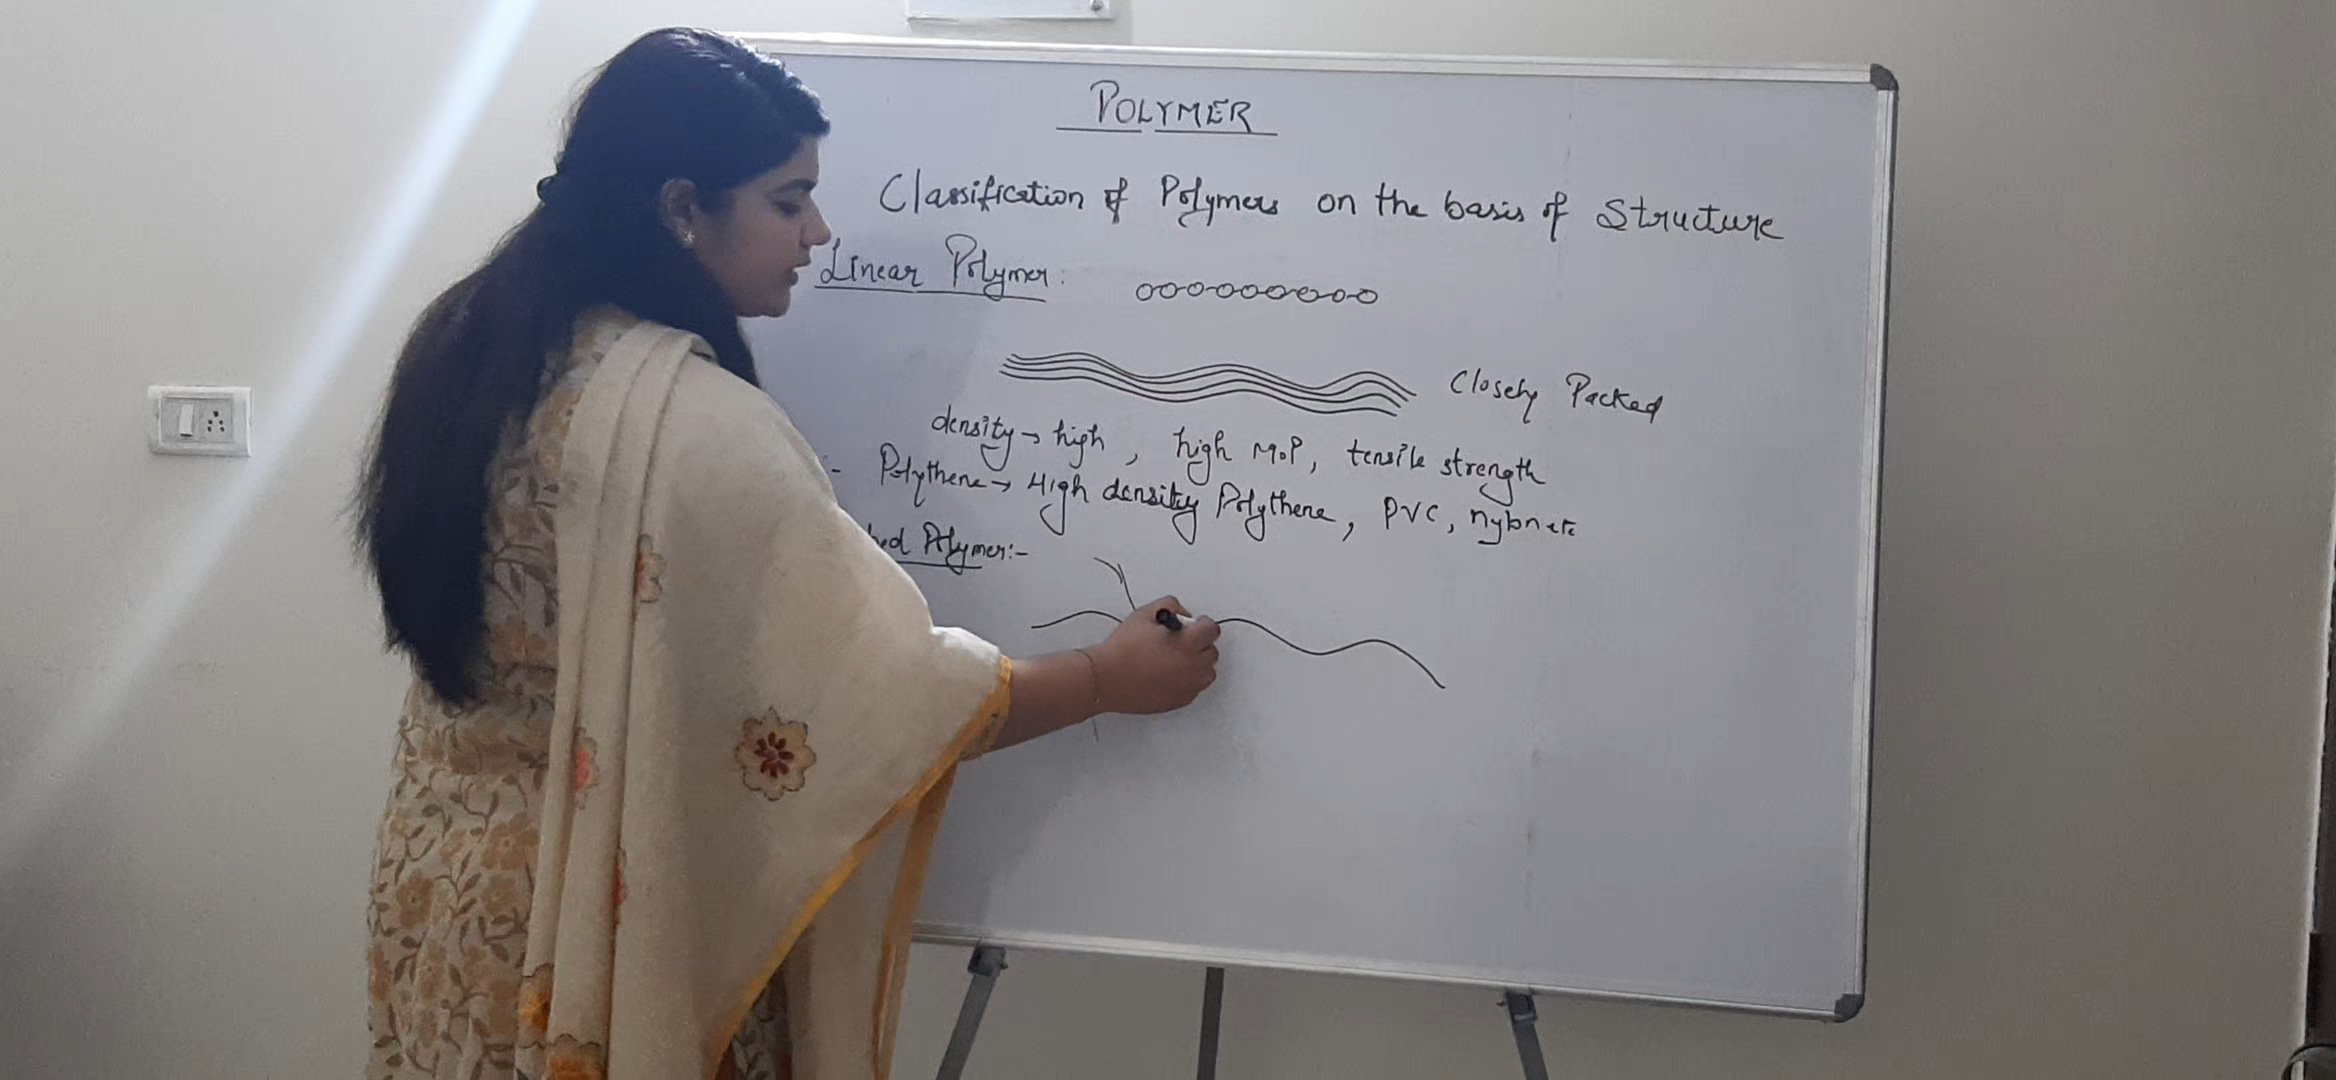 POLYMER
Classification of Polymers on the basis of Structure
Linear Polymer:
Closely Packed
density → high, high M.P, tensile strength
:- Polythene → High density Polythene, PVC, nylon etc
Polymer:-